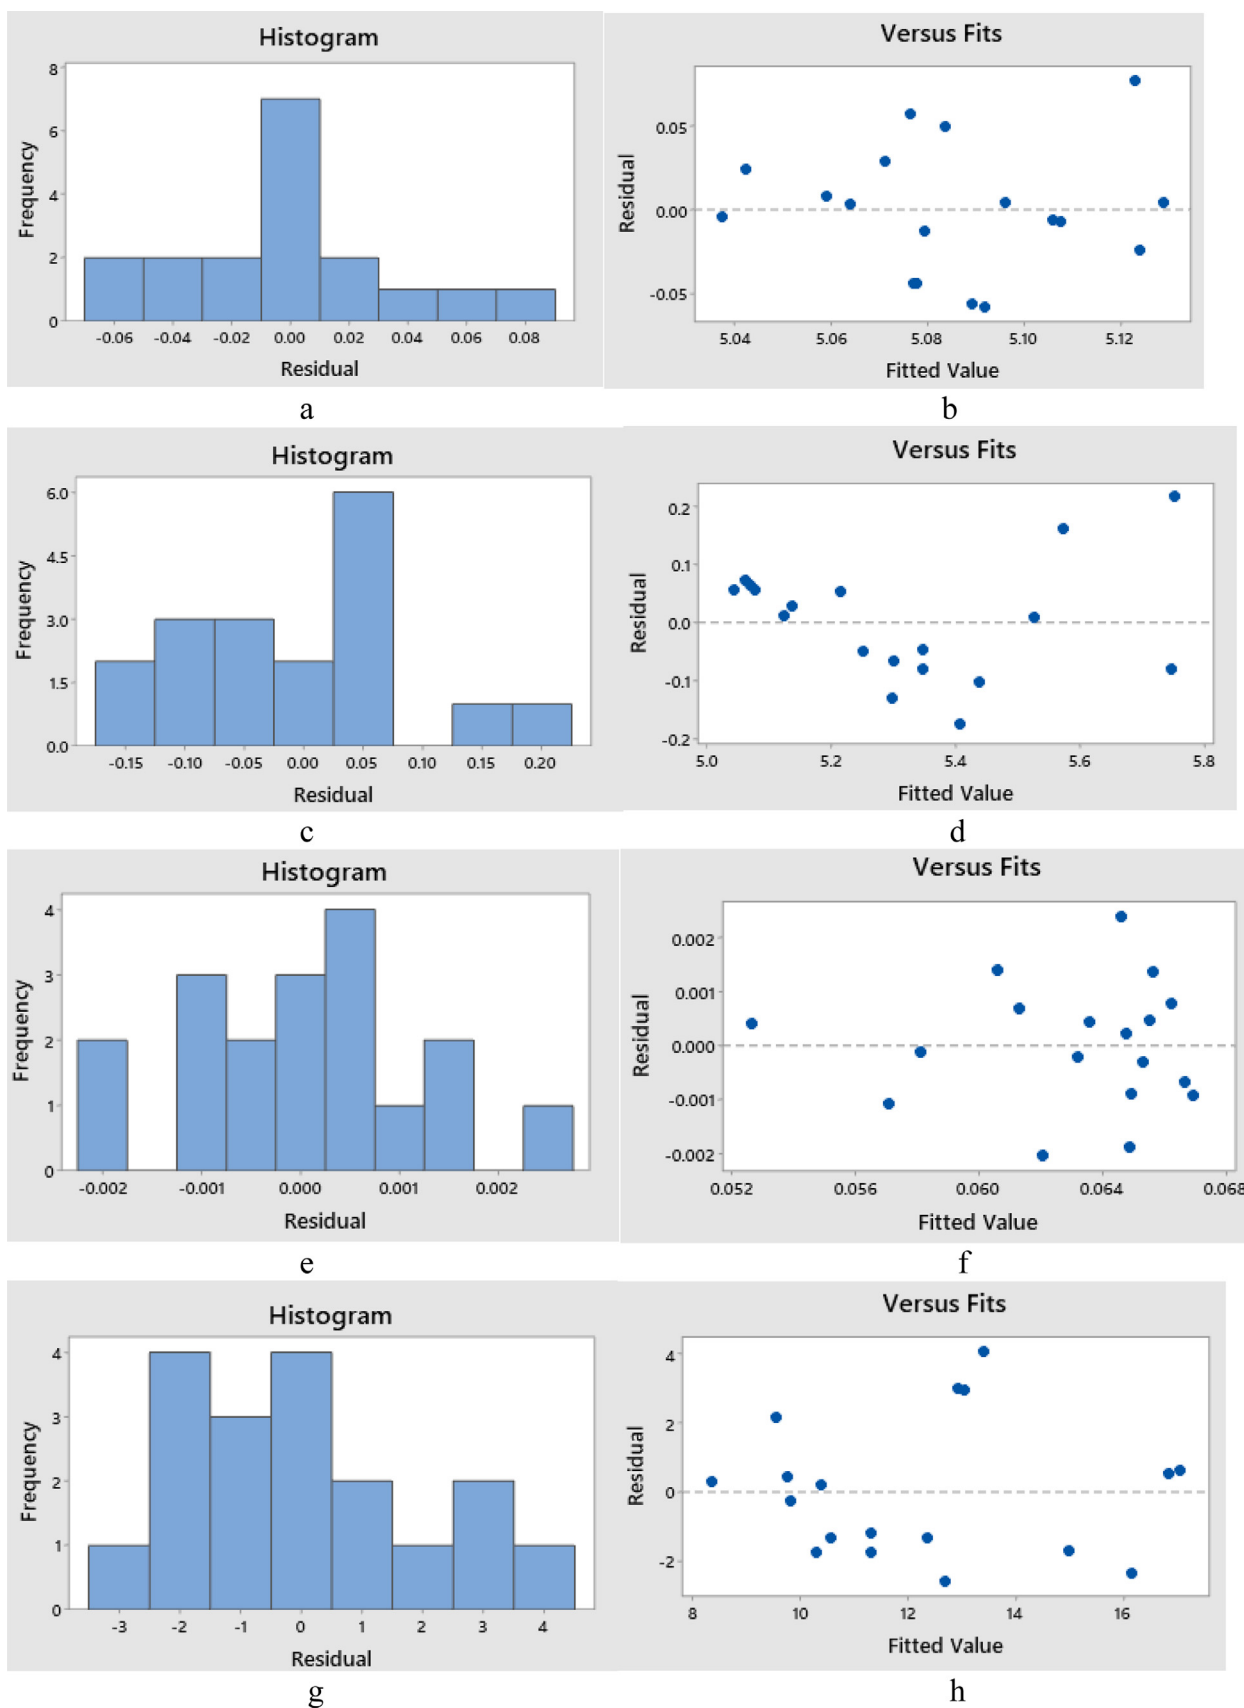 Histogram
Frequency
8
6
4
2
0
-0.06 -0.04 -0.02 0.00 0.02 0.04 0.06 0.08
Residual
a
Versus Fits
Residual
0.05
0.00
-0.05
5.04 5.06 5.08 5.10 5.12
Fitted Value
b
Histogram
Frequency
6.0
4.5
3.0
1.5
0.0
-0.15 -0.10 -0.05 0.00 0.05 0.10 0.15 0.20
Residual
c
Versus Fits
Residual
0.2
0.1
0.0
-0.1
-0.2
5.0 5.2 5.4 5.6 5.8
Fitted Value
d
Histogram
Frequency
4
3
2
1
0
-0.002 -0.001 0.000 0.001 0.002
Residual
e
Versus Fits
Residual
0.002
0.001
0.000
-0.001
-0.002
0.052 0.056 0.060 0.064 0.068
Fitted Value
f
Histogram
Frequency
4
3
2
1
0
-3 -2 -1 0 1 2 3 4
Residual
g
Versus Fits
Residual
4
2
0
-2
8 10 12 14 16
Fitted Value
h